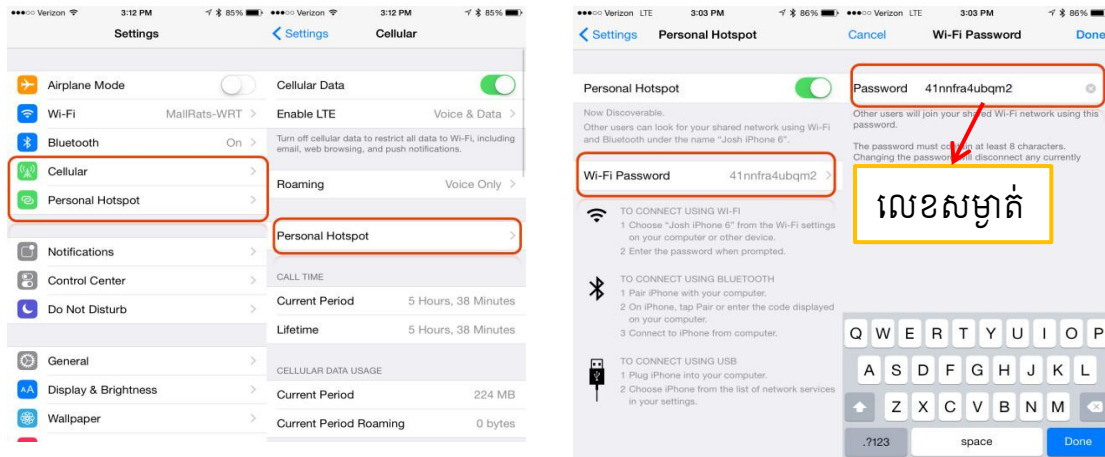 Verizon 3:12 PM 85%
Settings
Airplane Mode
Wi-Fi MallRats-WRT
Bluetooth On
Cellular
Personal Hotspot
Notifications
Control Center
Do Not Disturb
General
Display & Brightness
Wallpaper
Verizon 3:12 PM 85%
Settings Cellular
Cellular Data
Enable LTE Voice & Data
Turn off cellular data to restrict all data to Wi-Fi, including
email, web browsing, and push notifications.
Roaming Voice Only
Personal Hotspot
CALL TIME
Current Period 5 Hours, 38 Minutes
Lifetime 5 Hours, 38 Minutes
CELLULAR DATA USAGE
Current Period 224 MB
Current Period Roaming 0 bytes
Verizon LTE 3:03 PM 86%
Settings Personal Hotspot
Personal Hotspot
Now Discoverable.
Other users can look for your shared network using Wi-Fi
and Bluetooth under the name “Josh iPhone 6”.
Wi-Fi Password 41nnfra4ubqm2
TO CONNECT USING WI-FI
1 Choose “Josh iPhone 6” from the Wi-Fi settings
on your computer or other device.
2 Enter the password when prompted.
TO CONNECT USING BLUETOOTH
1 Pair iPhone with your computer.
2 On iPhone, tap Pair or enter the code displayed
on your computer.
3 Connect to iPhone from computer.
TO CONNECT USING USB
1 Plug iPhone into your computer.
2 Choose iPhone from the list of network services
in your settings.
Verizon LTE 3:03 PM 86%
Cancel Wi-Fi Password Done
Password 41nnfra4ubqm2
Other users will join your shared Wi-Fi network using this
password.
The password must contain at least 8 characters.
Changing the password will disconnect any currently
លេខសម្ងាត់
Q W E R T Y U I O P
A S D F G H J K L
Z X C V B N M
.?123 space Done